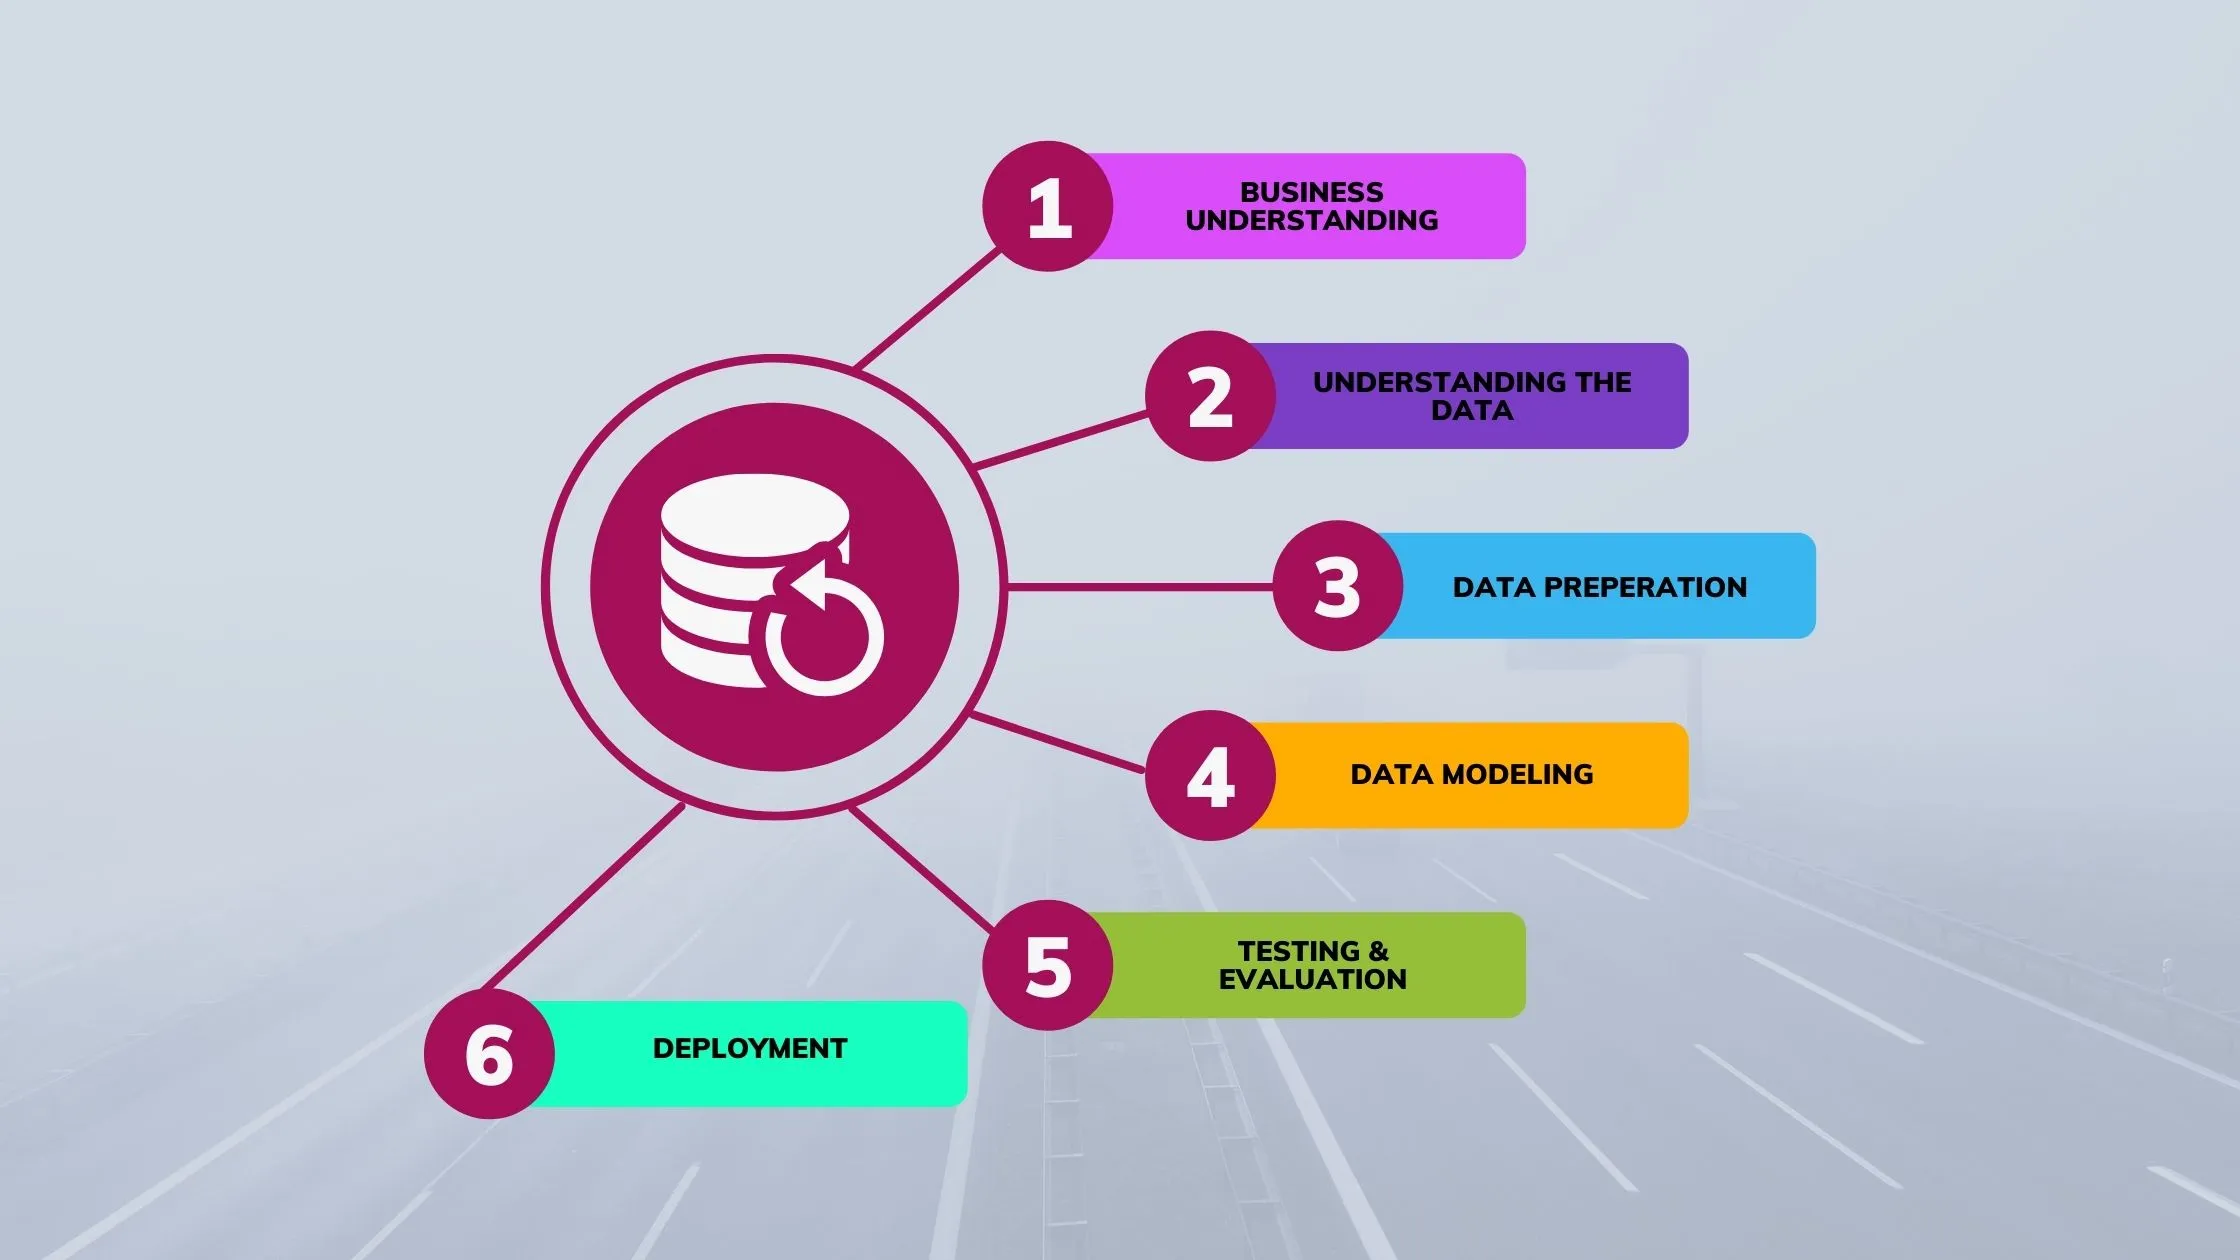 1
BUSINESS
UNDERSTANDING
2
UNDERSTANDING THE
DATA
3
DATA PREPERATION
4
DATA MODELING
5
TESTING &
EVALUATION
6
DEPLOYMENT